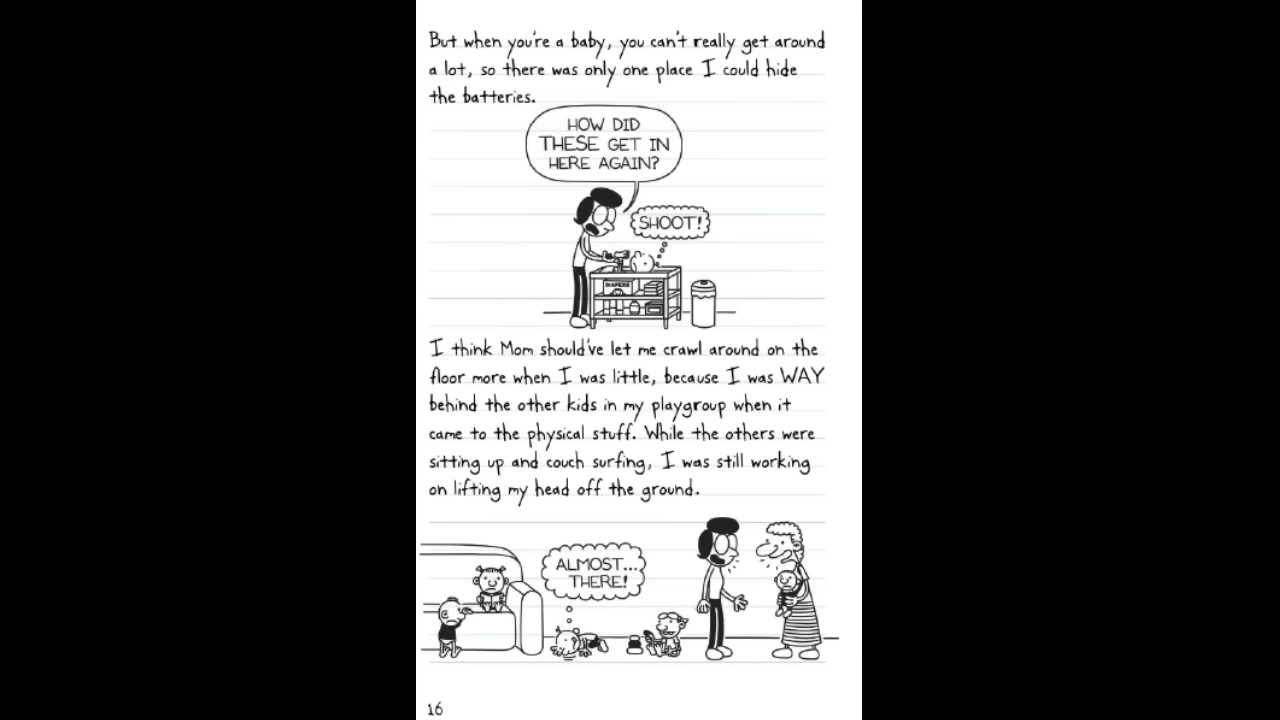 But when you're a baby, you can't really get around
a lot, so there was only one place I could hide
the batteries.
HOW DID
THESE GET IN
HERE AGAIN?
SHOOT!
DIAPERS
I think Mom should've let me crawl around on the
floor more when I was little, because I was WAY
behind the other kids in my playgroup when it
came to the physical stuff. While the others were
sitting up and couch surfing, I was still working
on lifting my head off the ground.
ALMOST...
THERE!
16